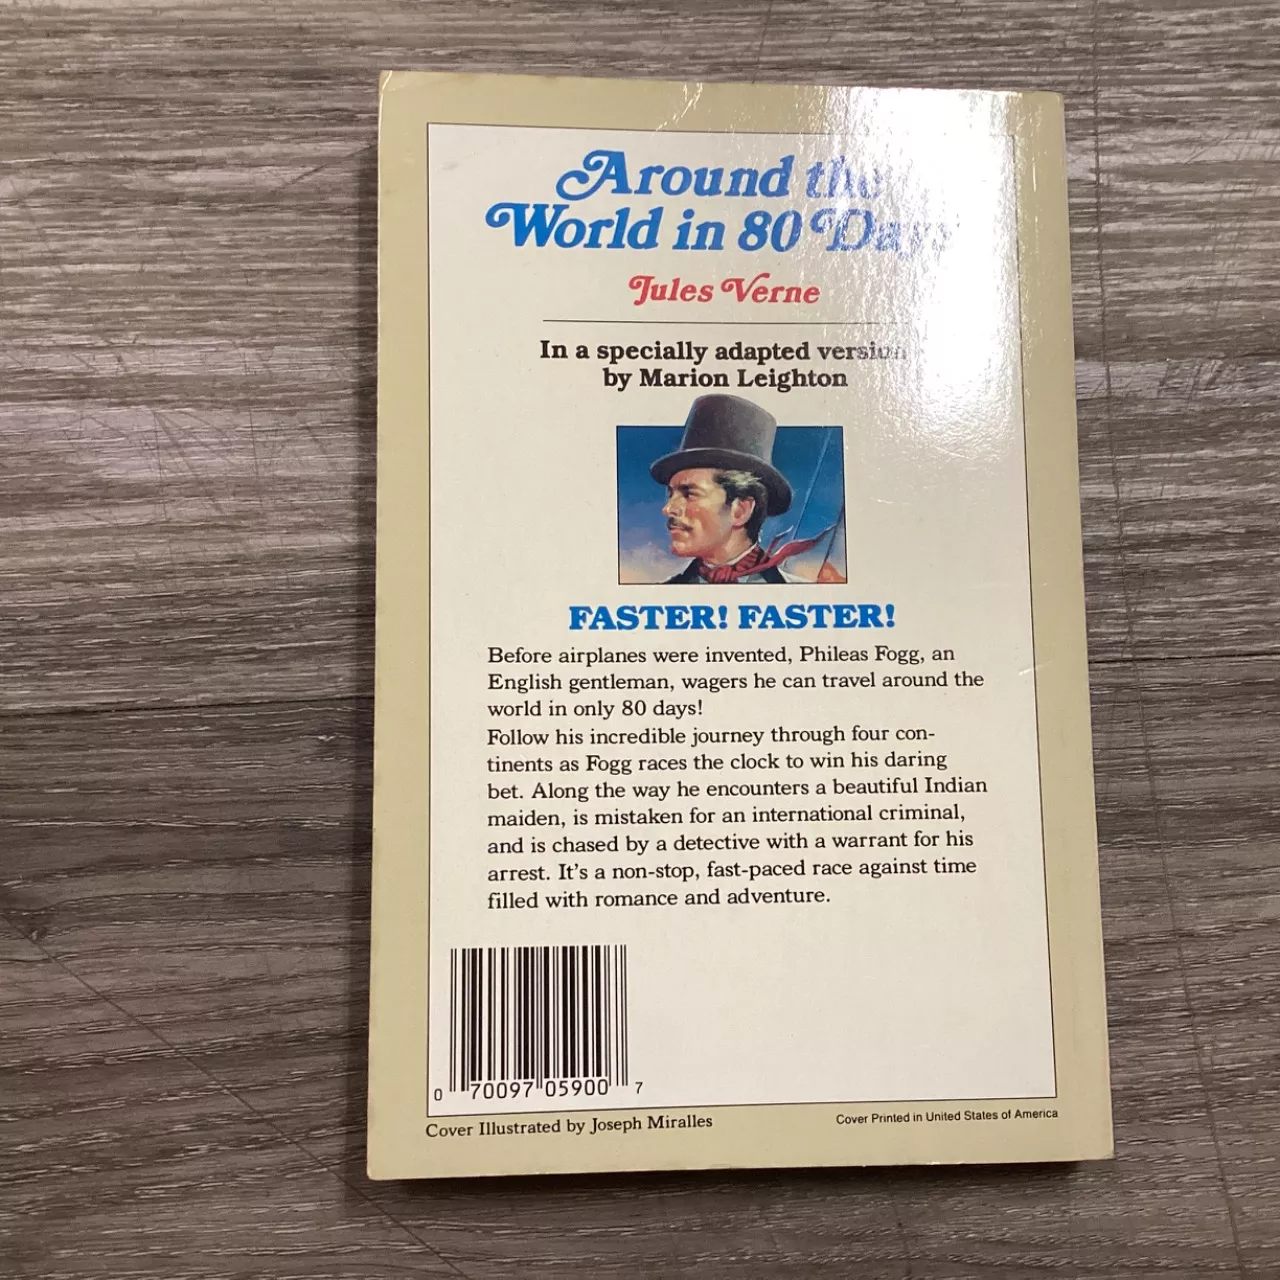 Around the
World in 80 Days
Jules Verne
In a specially adapted version
by Marion Leighton
FASTER! FASTER!
Before airplanes were invented, Phileas Fogg, an
English gentleman, wagers he can travel around the
world in only 80 days!
Follow his incredible journey through four con-
tinents as Fogg races the clock to win his daring
bet. Along the way he encounters a beautiful Indian
maiden, is mistaken for an international criminal,
and is chased by a detective with a warrant for his
arrest. It's a non-stop, fast-paced race against time
filled with romance and adventure.
0 70097 05900 7
Cover Illustrated by Joseph Miralles
Cover Printed in United States of America